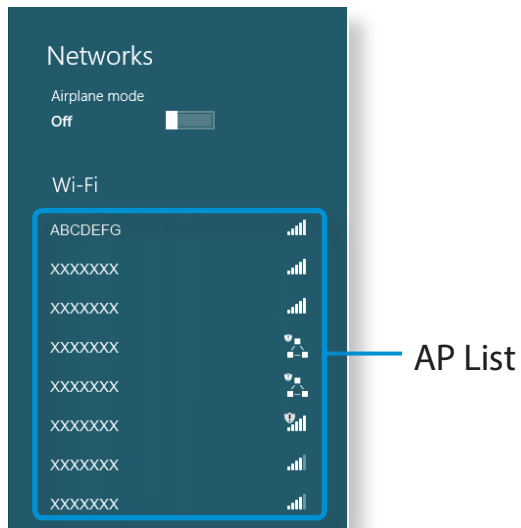 Networks
Airplane mode
Off
Wi-Fi
ABCDEFG
XXXXXXX
XXXXXXX
XXXXXXX
XXXXXXX
XXXXXXX
XXXXXXX
XXXXXXX
AP List